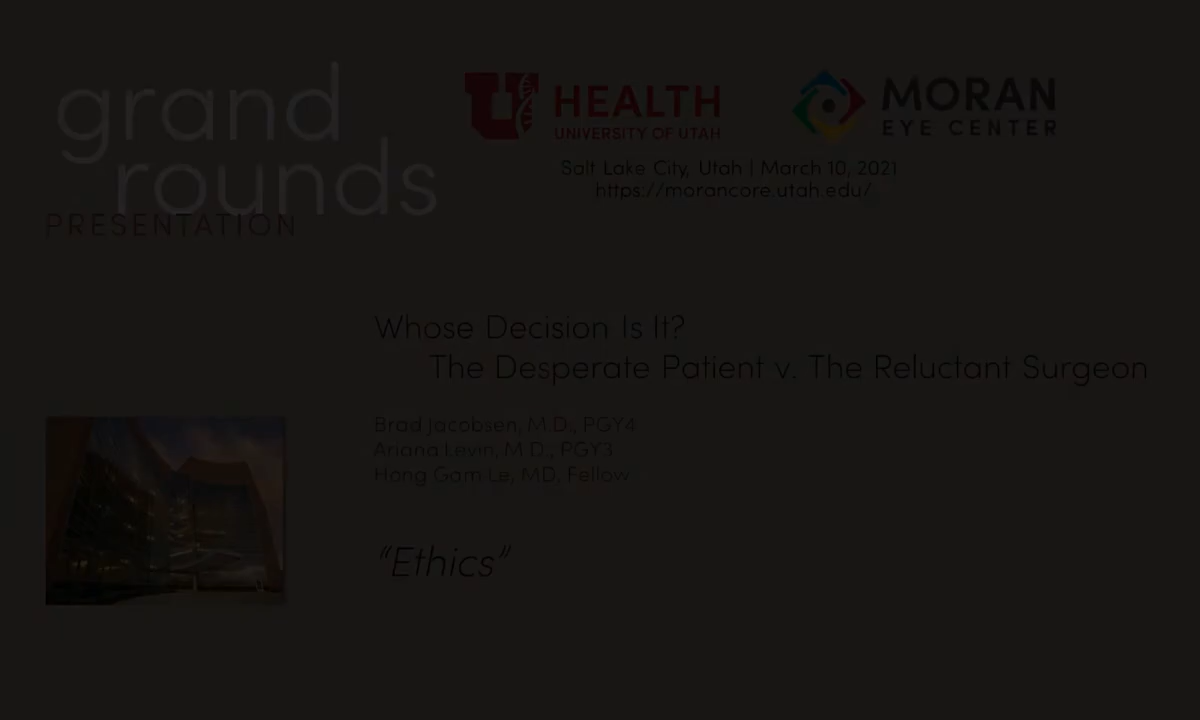 grand
rounds
PRESENTATION
U HEALTH
UNIVERSITY OF UTAH
MORAN
EYE CENTER
Salt Lake City, Utah | March 10, 2021
https://morancore.utah.edu/
Whose Decision Is It?
The Desperate Patient v. The Reluctant Surgeon
Brad Jacobsen, M.D., PGY4
Ariana Levin, M.D., PGY3
Hong Gam Le, MD. Fellow
“Ethics”